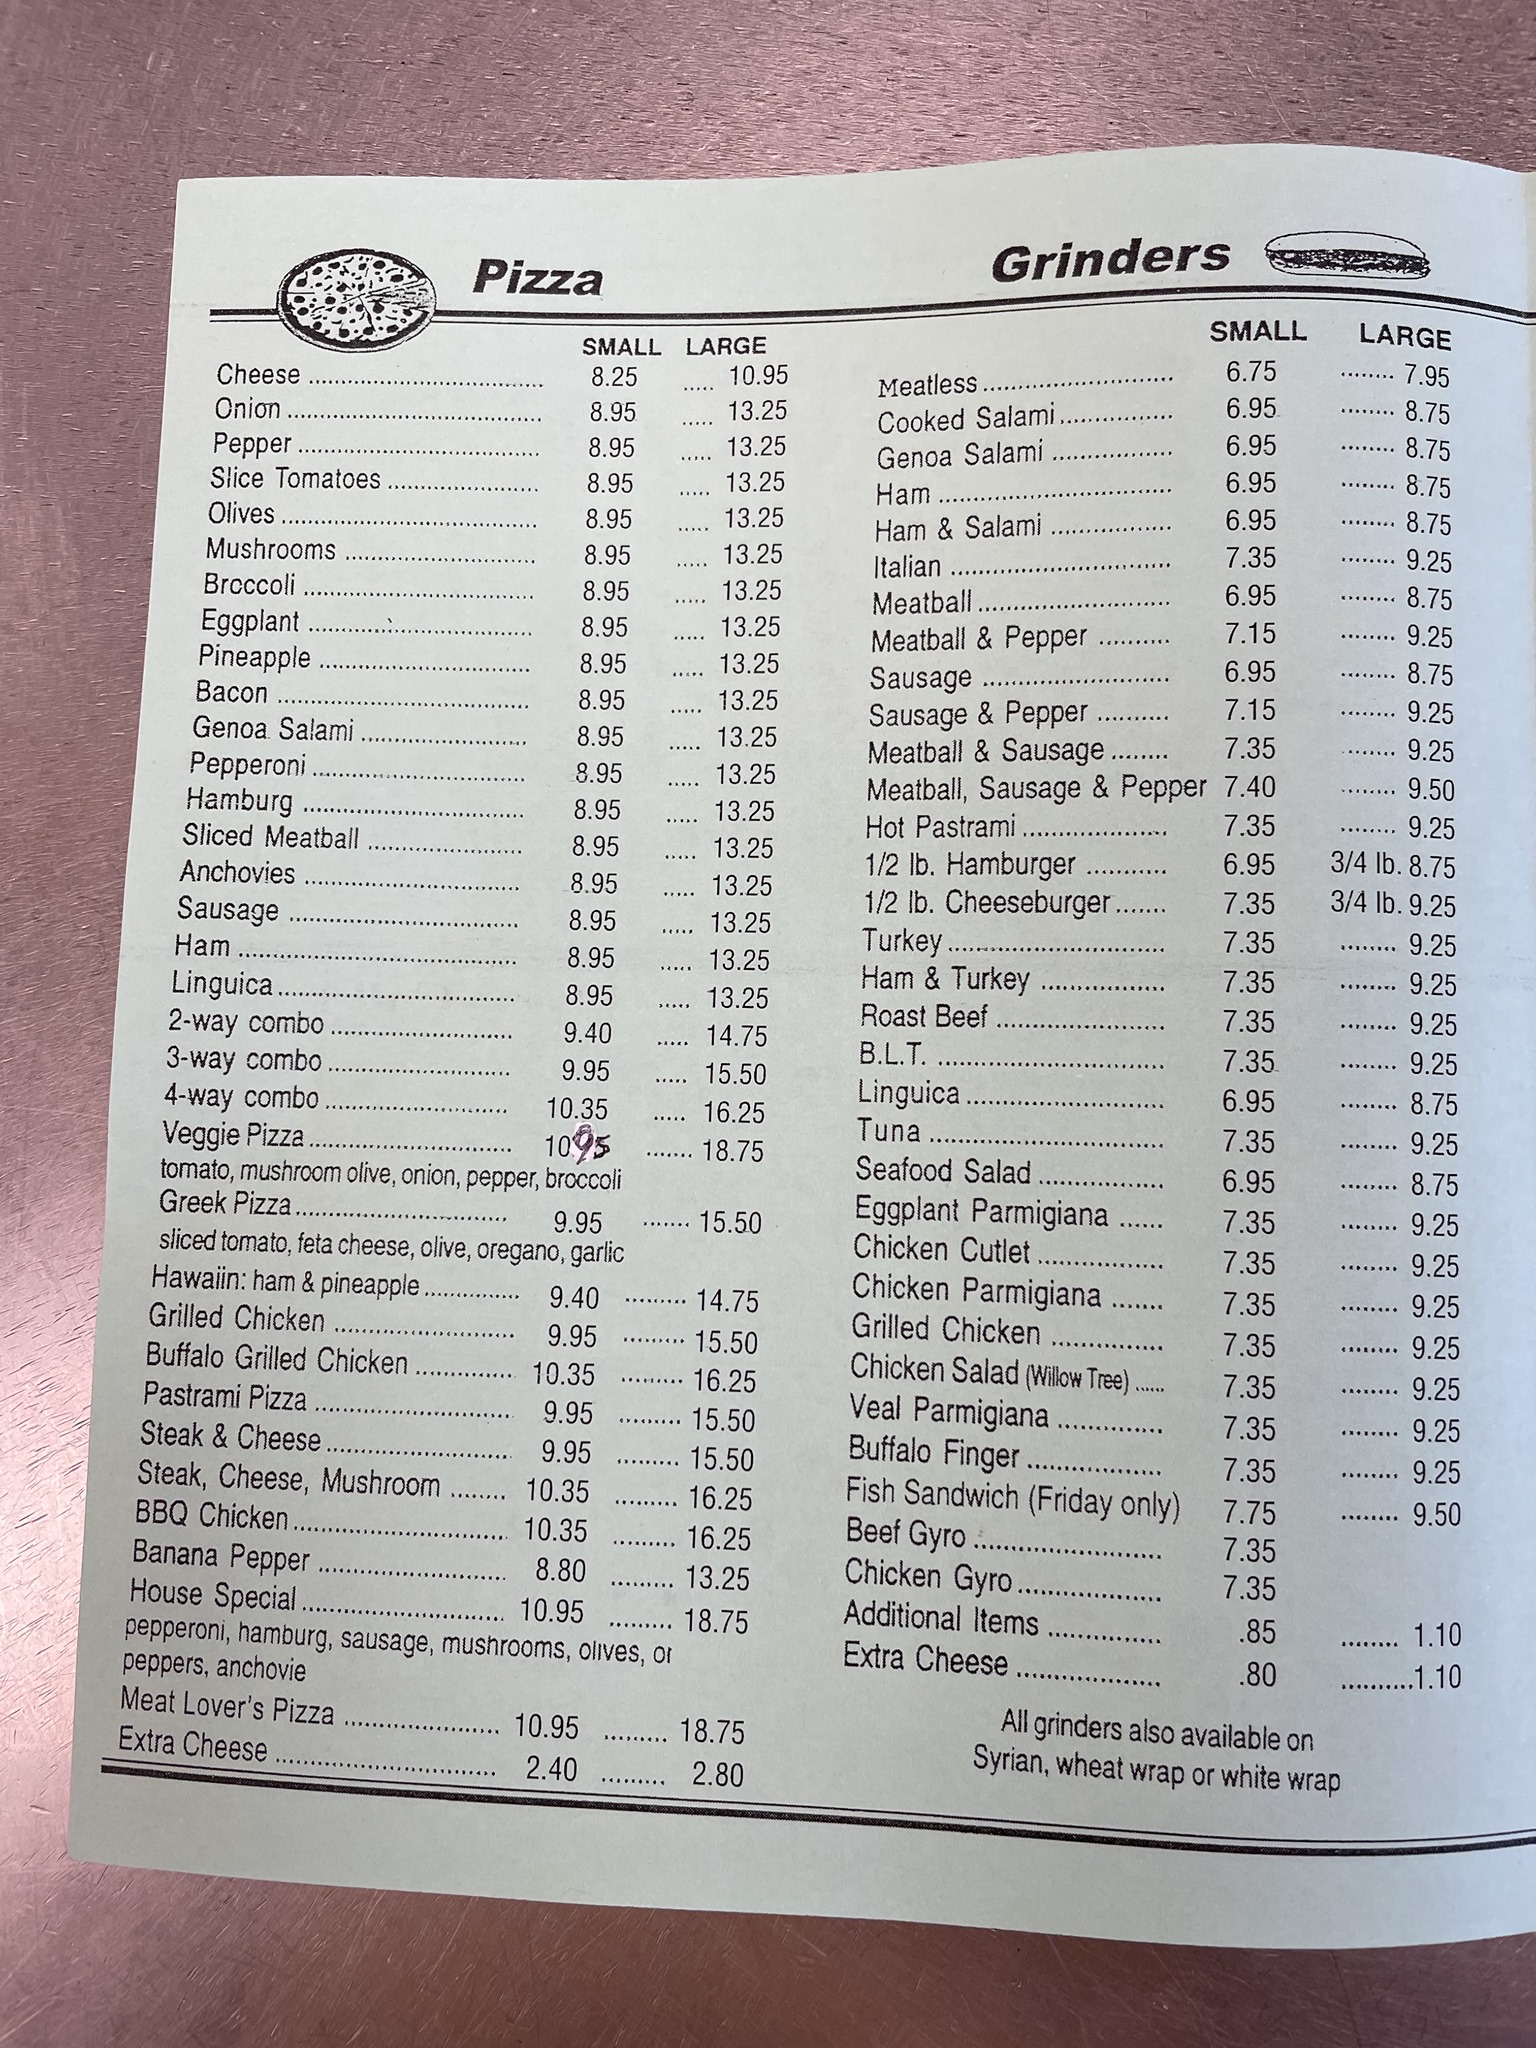 Pizza
SMALL LARGE
Cheese ........ 8.25 ..... 10.95
Onion ........ 8.95 ..... 13.25
Pepper ........ 8.95 ..... 13.25
Slice Tomatoes ........ 8.95 ..... 13.25
Olives ........ 8.95 ..... 13.25
Mushrooms ........ 8.95 ..... 13.25
Broccoli ........ 8.95 ..... 13.25
Eggplant ........ 8.95 ..... 13.25
Pineapple ........ 8.95 ..... 13.25
Bacon ........ 8.95 ..... 13.25
Genoa Salami ........ 8.95 ..... 13.25
Pepperoni ........ 8.95 ..... 13.25
Hamburg ........ 8.95 ..... 13.25
Sliced Meatball ........ 8.95 ..... 13.25
Anchovies ........ 8.95 ..... 13.25
Sausage ........ 8.95 ..... 13.25
Ham ........ 8.95 ..... 13.25
Linguica ........ 8.95 ..... 13.25
2-way combo ........ 9.40 ..... 14.75
3-way combo ........ 9.95 ..... 15.50
4-way combo ........ 10.35 ..... 16.25
Veggie Pizza ........ 10.95 ....... 18.75
tomato, mushroom olive, onion, pepper, broccoli
Greek Pizza ........ 9.95 ....... 15.50
sliced tomato, feta cheese, olive, oregano, garlic
Hawaiin: ham & pineapple ........ 9.40 ......... 14.75
Grilled Chicken ........ 9.95 ......... 15.50
Buffalo Grilled Chicken ........ 10.35 ......... 16.25
Pastrami Pizza ........ 9.95 ......... 15.50
Steak & Cheese ........ 9.95 ......... 15.50
Steak, Cheese, Mushroom ........ 10.35 ......... 16.25
BBQ Chicken ........ 10.35 ......... 16.25
Banana Pepper ........ 8.80 ......... 13.25
House Special ........ 10.95 ......... 18.75
pepperoni, hamburg, sausage, mushrooms, olives, or
peppers, anchovie
Meat Lover's Pizza ........ 10.95 ......... 18.75
Extra Cheese ........ 2.40 ......... 2.80
Grinders
SMALL LARGE
Meatless ........ 6.75 ........ 7.95
Cooked Salami ........ 6.95 ........ 8.75
Genoa Salami ........ 6.95 ........ 8.75
Ham ........ 6.95 ........ 8.75
Ham & Salami ........ 6.95 ........ 8.75
Italian ........ 7.35 ........ 9.25
Meatball ........ 6.95 ........ 8.75
Meatball & Pepper ........ 7.15 ........ 9.25
Sausage ........ 6.95 ........ 8.75
Sausage & Pepper ........ 7.15 ........ 9.25
Meatball & Sausage ........ 7.35 ........ 9.25
Meatball, Sausage & Pepper 7.40 ........ 9.50
Hot Pastrami ........ 7.35 ........ 9.25
1/2 lb. Hamburger ........ 6.95 3/4 lb. 8.75
1/2 lb. Cheeseburger ....... 7.35 3/4 lb. 9.25
Turkey ........ 7.35 ........ 9.25
Ham & Turkey ........ 7.35 ........ 9.25
Roast Beef ........ 7.35 ........ 9.25
B.L.T. ........ 7.35 ........ 9.25
Linguica ........ 6.95 ........ 8.75
Tuna ........ 7.35 ........ 9.25
Seafood Salad ........ 6.95 ........ 8.75
Eggplant Parmigiana ...... 7.35 ........ 9.25
Chicken Cutlet ........ 7.35 ........ 9.25
Chicken Parmigiana ....... 7.35 ........ 9.25
Grilled Chicken ........ 7.35 ........ 9.25
Chicken Salad (Willow Tree) ...... 7.35 ........ 9.25
Veal Parmigiana ........ 7.35 ........ 9.25
Buffalo Finger ........ 7.35 ........ 9.25
Fish Sandwich (Friday only) 7.75 ........ 9.50
Beef Gyro ........ 7.35
Chicken Gyro ........ 7.35
Additional Items ........ .85 ........ 1.10
Extra Cheese ........ .80 ..........1.10
All grinders also available on
Syrian, wheat wrap or white wrap